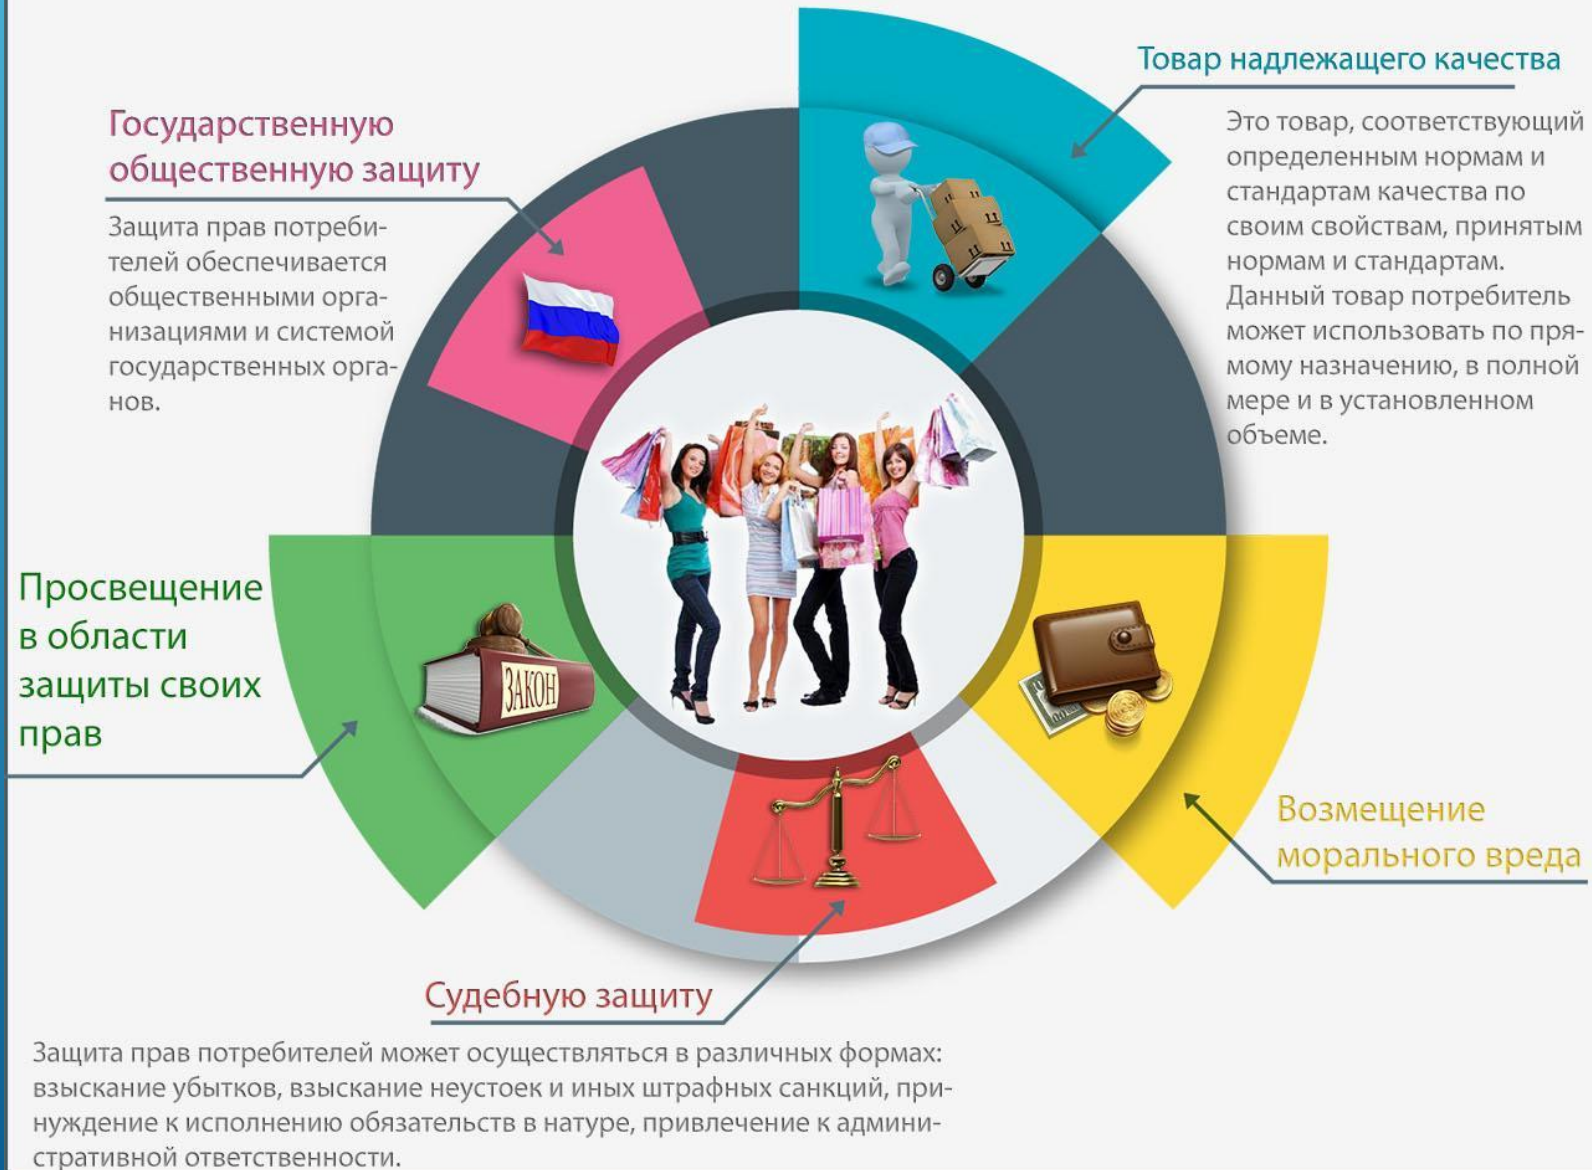 Товар надлежащего качества
Это товар, соответствующий
определенным нормам и
стандартам качества по
своим свойствам, принятым
нормам и стандартам.
Данный товар потребитель
может использовать по пря-
мому назначению, в полной
мере и в установленном
объеме.
Государственную
общественную защиту
Защита прав потреби-
телей обеспечивается
общественными орга-
низациями и системой
государственных орга-
нов.
Просвещение
в области
защиты своих
прав
ЗАКОН
Возмещение
морального вреда
Судебную защиту
Защита прав потребителей может осуществляться в различных формах:
взыскание убытков, взыскание неустоек и иных штрафных санкций, при-
нуждение к исполнению обязательств в натуре, привлечение к админи-
стративной ответственности.